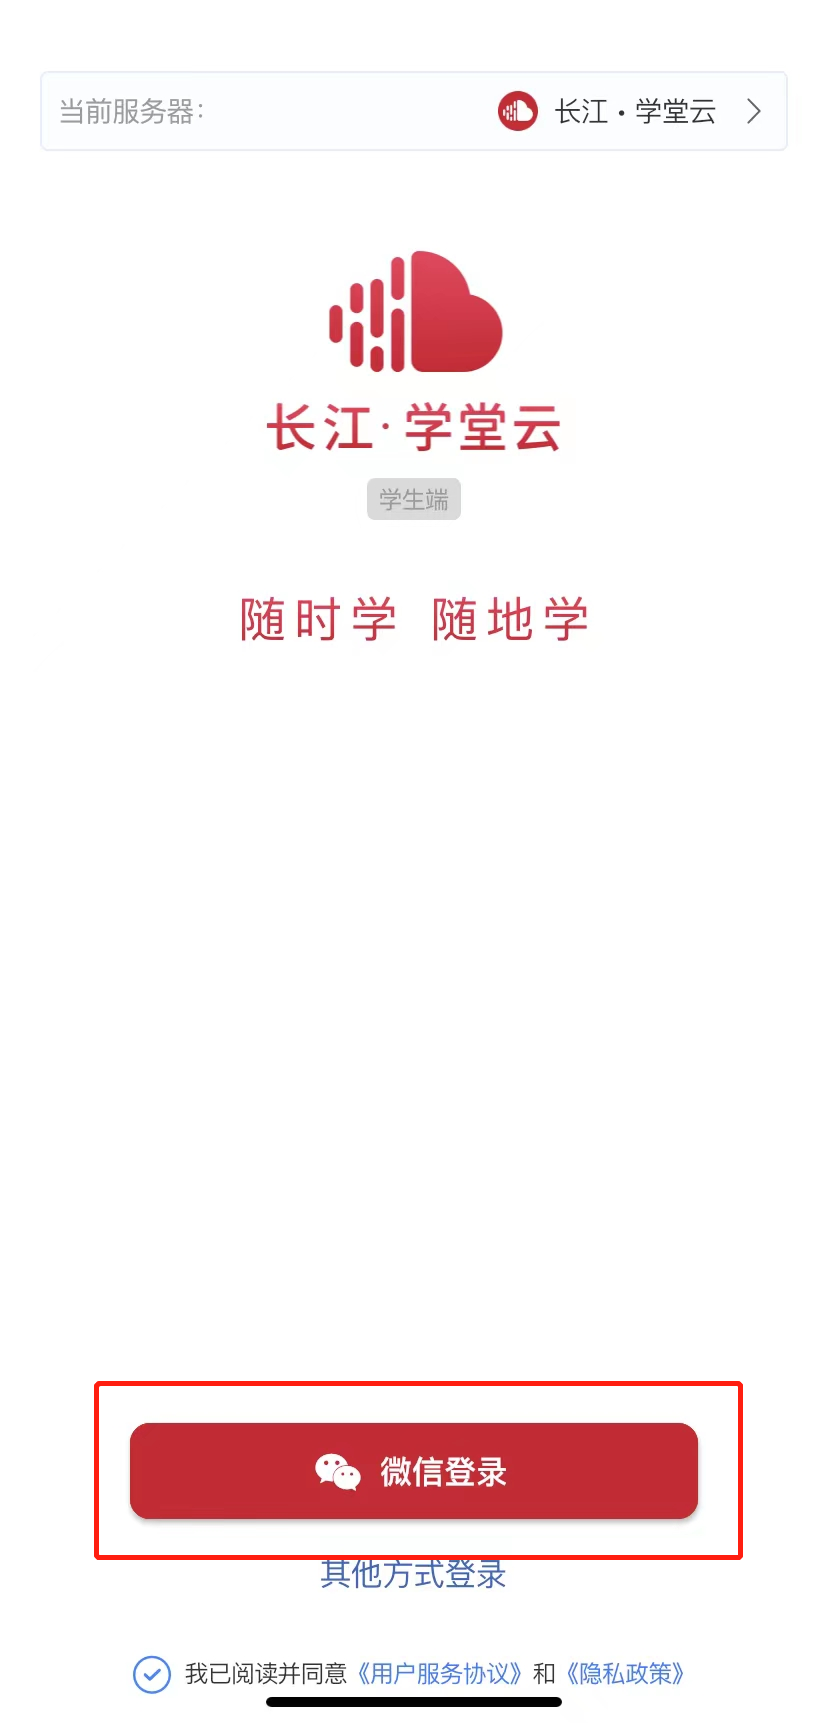 当前服务器： 长江·学堂云
长江·学堂云
学生端
随时学 随地学
微信登录
其他方式登录
我已阅读并同意《用户服务协议》和《隐私政策》